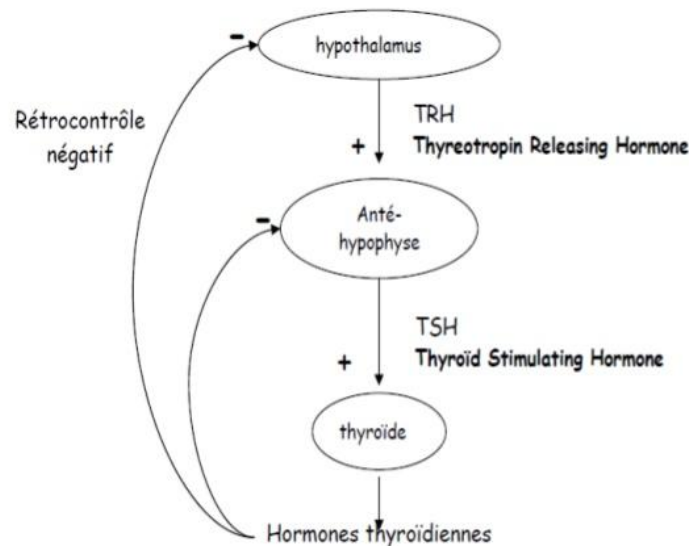 -
hypothalamus
Rétrocontrôle
négatif
TRH
+ Thyreotropin Releasing Hormone
-
Anté-
hypophyse
TSH
+ Thyroïd Stimulating Hormone
thyroïde
Hormones thyroïdiennes